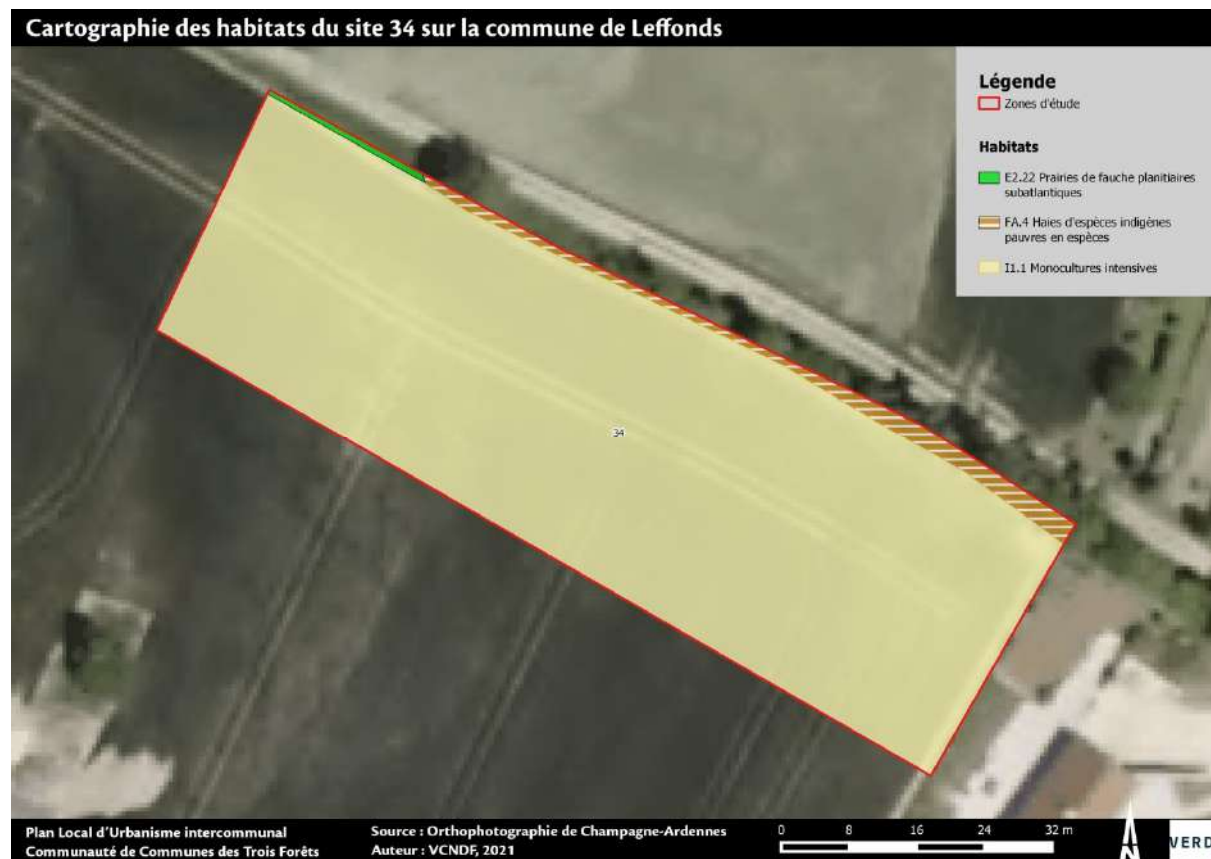 Cartographie des habitats du site 34 sur la commune de Leffonds
Légende
Zones d'étude
Habitats
E2.22 Prairies de fauche planitiaires
subatlantiques
FA.4 Haies d'espèces indigènes
pauvres en espèces
I1.1 Monocultures intensives
34
Plan Local d'Urbanisme intercommunal
Communauté de Communes des Trois Forêts
Source : Orthophotographie de Champagne-Ardennes
Auteur : VCNDF, 2021
0 8 16 24 32 m
VERD